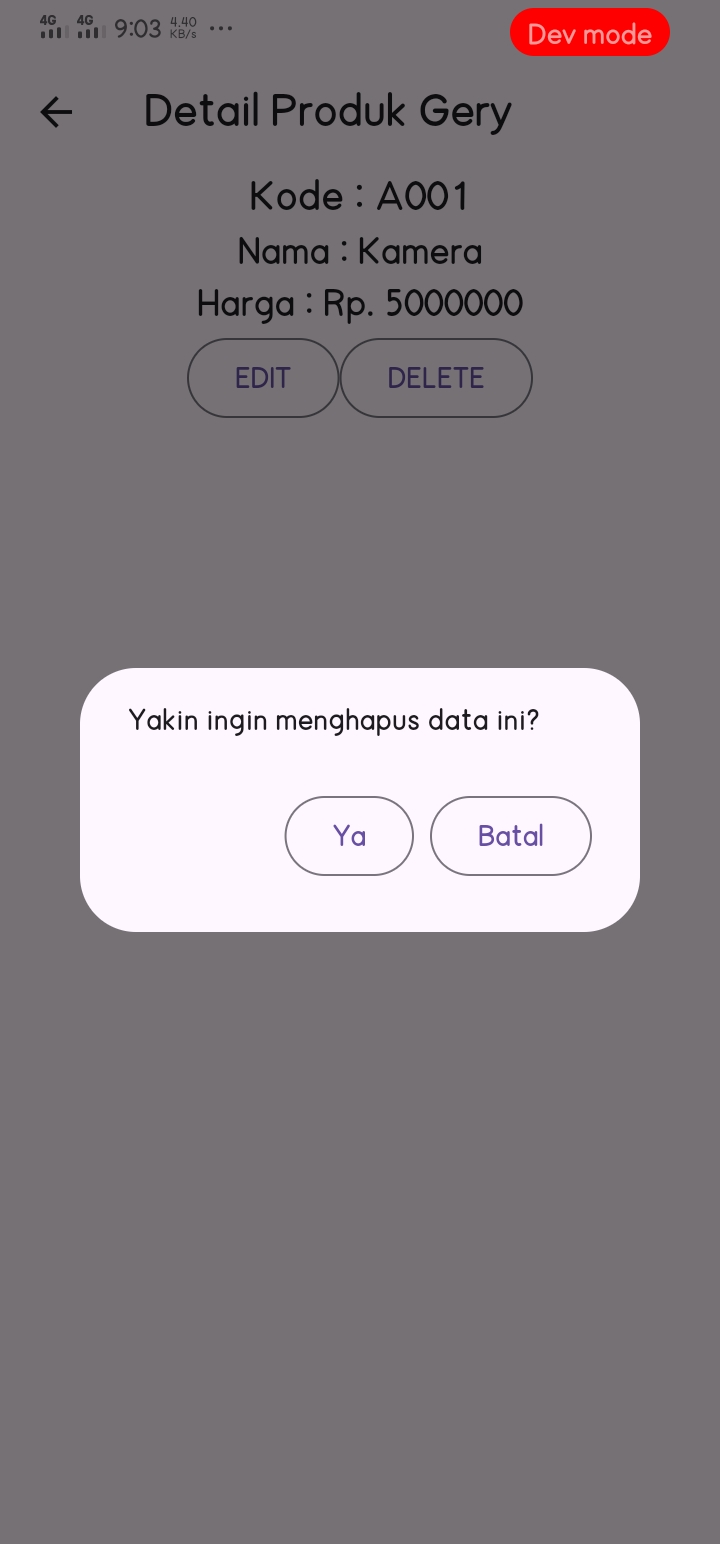 4G 4G 9:03 4.40 KB/s ... Dev mode
Detail Produk Gery
Kode : A001
Nama : Kamera
Harga : Rp. 5000000
EDIT DELETE
Yakin ingin menghapus data ini?
Ya Batal